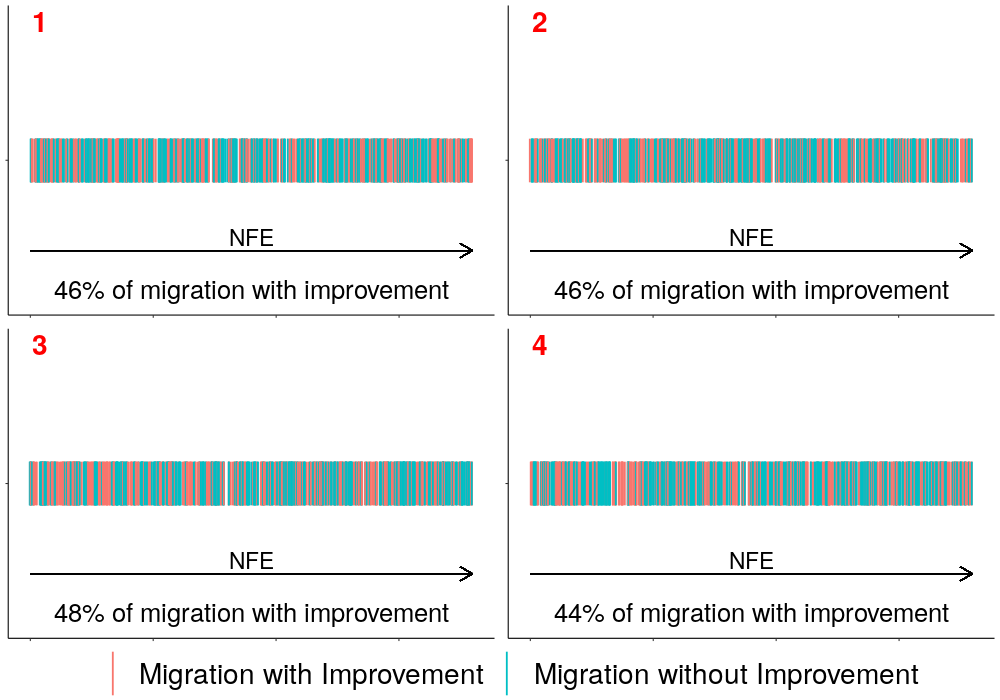 1
NFE
46% of migration with improvement
2
NFE
46% of migration with improvement
3
NFE
48% of migration with improvement
4
NFE
44% of migration with improvement
Migration with Improvement
Migration without Improvement